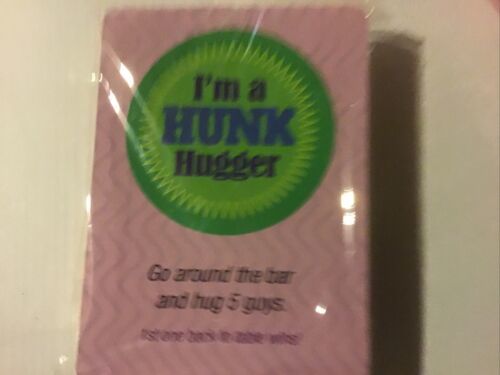 I'm a
HUNK
Hugger
Go around the bar
and hug 5 guys.
1st one back to table wins!